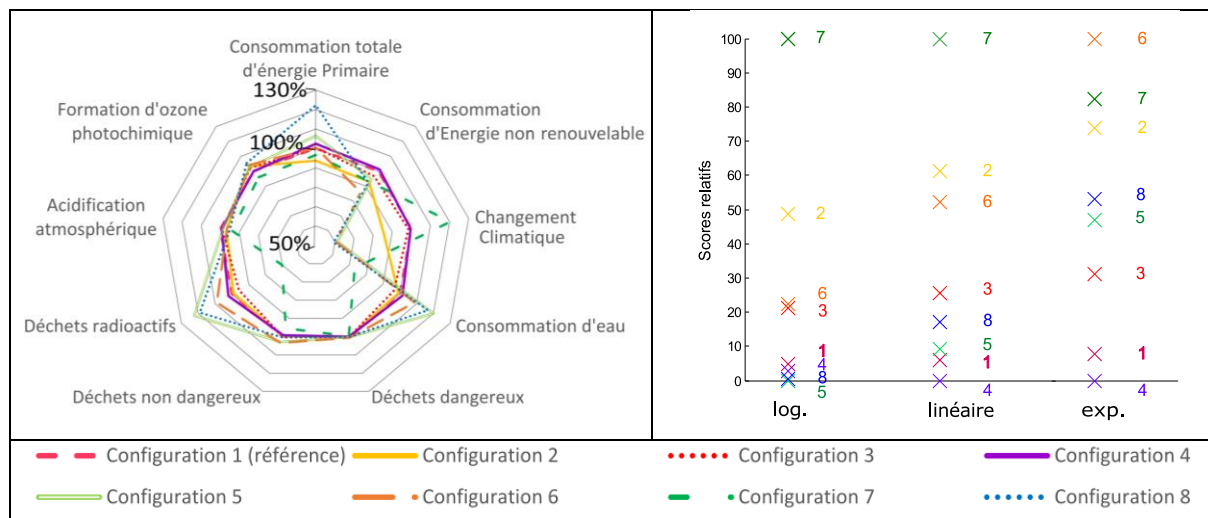 Consommation totale
d'énergie Primaire
130%
Formation d'ozone
photochimique
Consommation
d'Energie non renouvelable
100%
Acidification
atmosphérique
Changement
Climatique
50%
Déchets radioactifs
Consommation d'eau
Déchets non dangereux
Déchets dangereux
Scores relatifs
100
90
80
70
60
50
40
30
20
10
0
7
2
6
3
1
4
8
5
log.
7
2
6
3
8
5
1
4
linéaire
6
7
2
8
5
3
1
4
exp.
Configuration 1 (référence)
Configuration 2
Configuration 3
Configuration 4
Configuration 5
Configuration 6
Configuration 7
Configuration 8